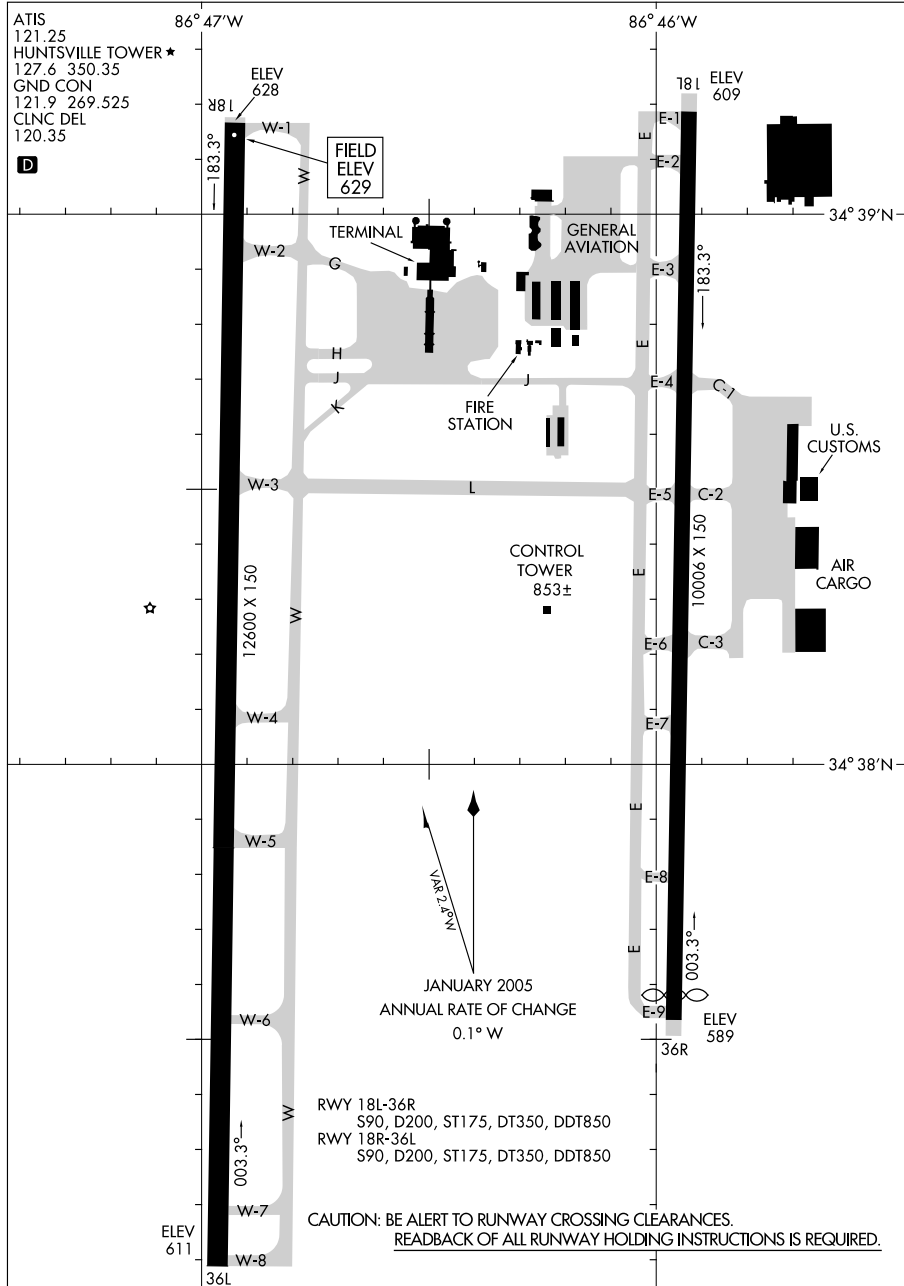 ATIS
121.25
HUNTSVILLE TOWER
127.6 350.35
GND CON
121.9 269.525
CLNC DEL
120.35
D
86°47'W
86°46'W
ELEV
628
18R
18L
ELEV
609
W-1
E-1
E
E-2
W
183.3°
FIELD
ELEV
629
34°39'N
TERMINAL
GENERAL
AVIATION
W-2
G
E-3
183.3°
H
E
J
J
E-4
C-1
K
FIRE
STATION
U.S.
CUSTOMS
W-3
L
E-5
C-2
CONTROL
TOWER
853±
E
10006 X 150
AIR
CARGO
12600 X 150
W
E-6
C-3
W-4
E-7
34°38'N
E
W-5
VAR 2.4°W
E-8
E
003.3°
JANUARY 2005
ANNUAL RATE OF CHANGE
0.1° W
W-6
E-9
ELEV
589
36R
W
RWY 18L-36R
S90, D200, ST175, DT350, DDT850
RWY 18R-36L
S90, D200, ST175, DT350, DDT850
003.3°
W-7
CAUTION: BE ALERT TO RUNWAY CROSSING CLEARANCES.
READBACK OF ALL RUNWAY HOLDING INSTRUCTIONS IS REQUIRED.
ELEV
611
W-8
36L